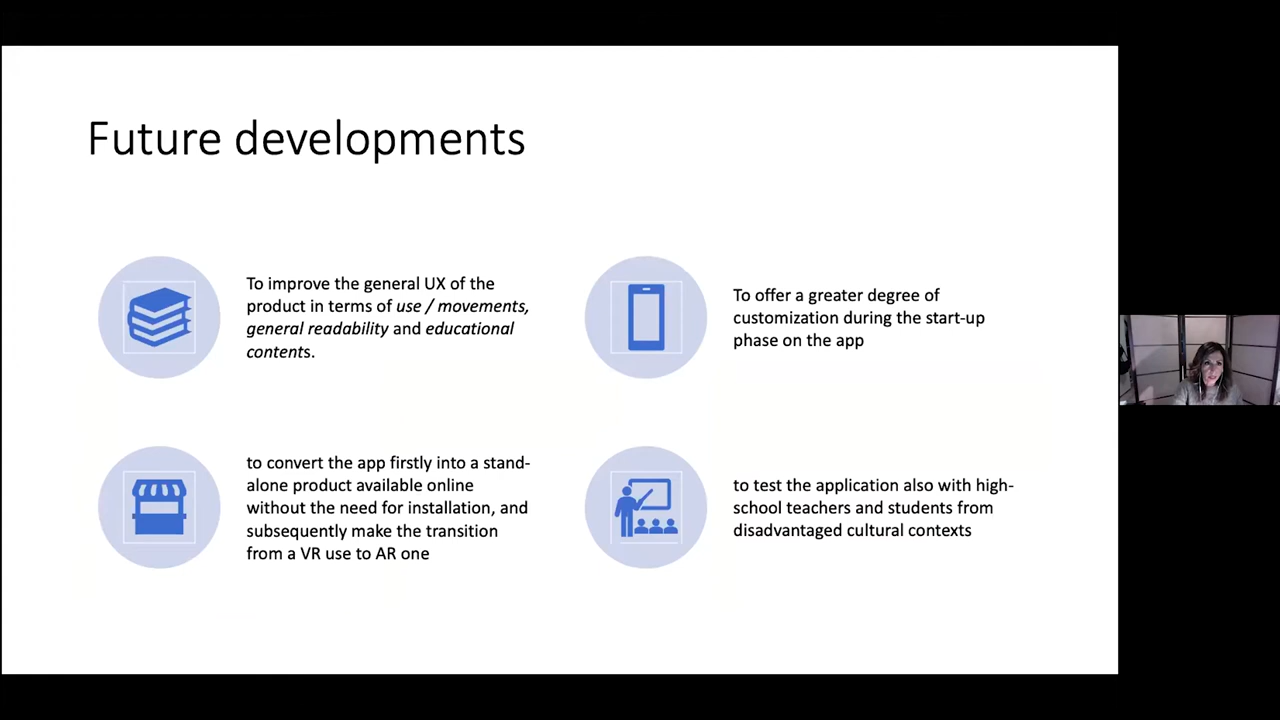 Future developments
To improve the general UX of the
product in terms of use / movements,
general readability and educational
contents.
To offer a greater degree of
customization during the start-up
phase on the app
to convert the app firstly into a stand-
alone product available online
without the need for installation, and
subsequently make the transition
from a VR use to AR one
to test the application also with high-
school teachers and students from
disadvantaged cultural contexts